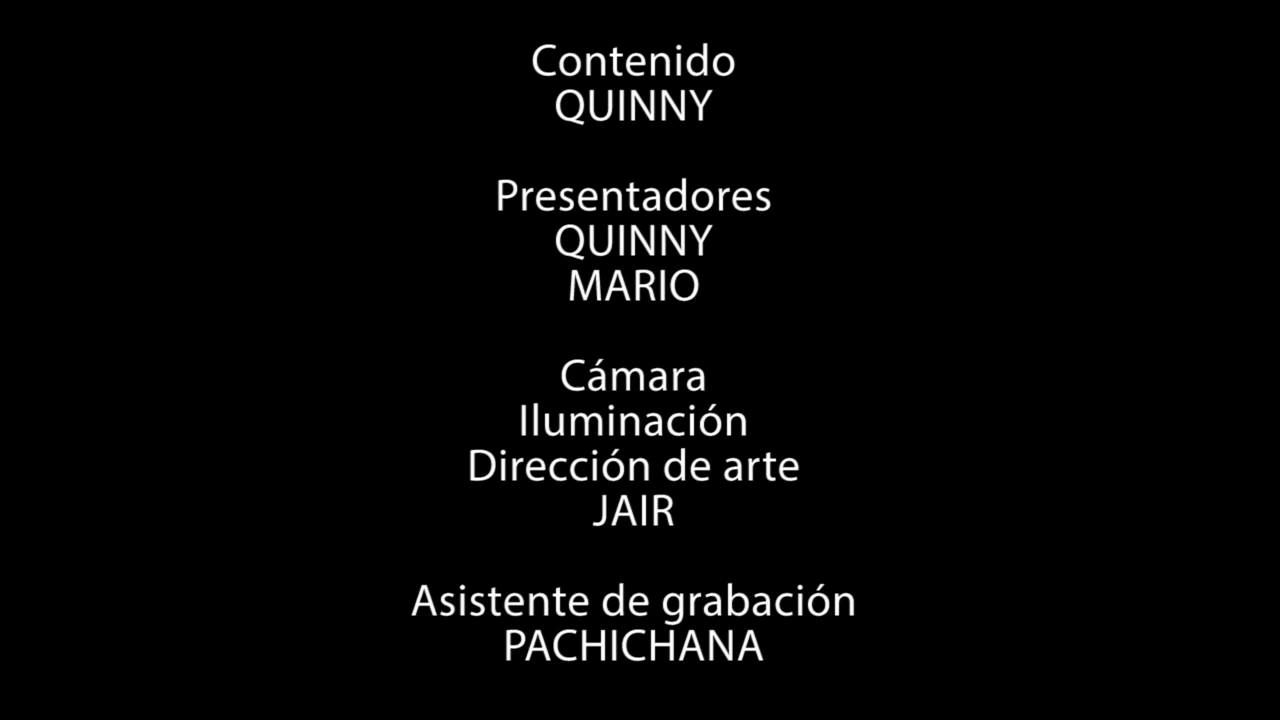 Contenido
QUINNY
Presentadores
QUINNY
MARIO
Cámara
Iluminación
Dirección de arte
JAIR
Asistente de grabación
PACHICHANA